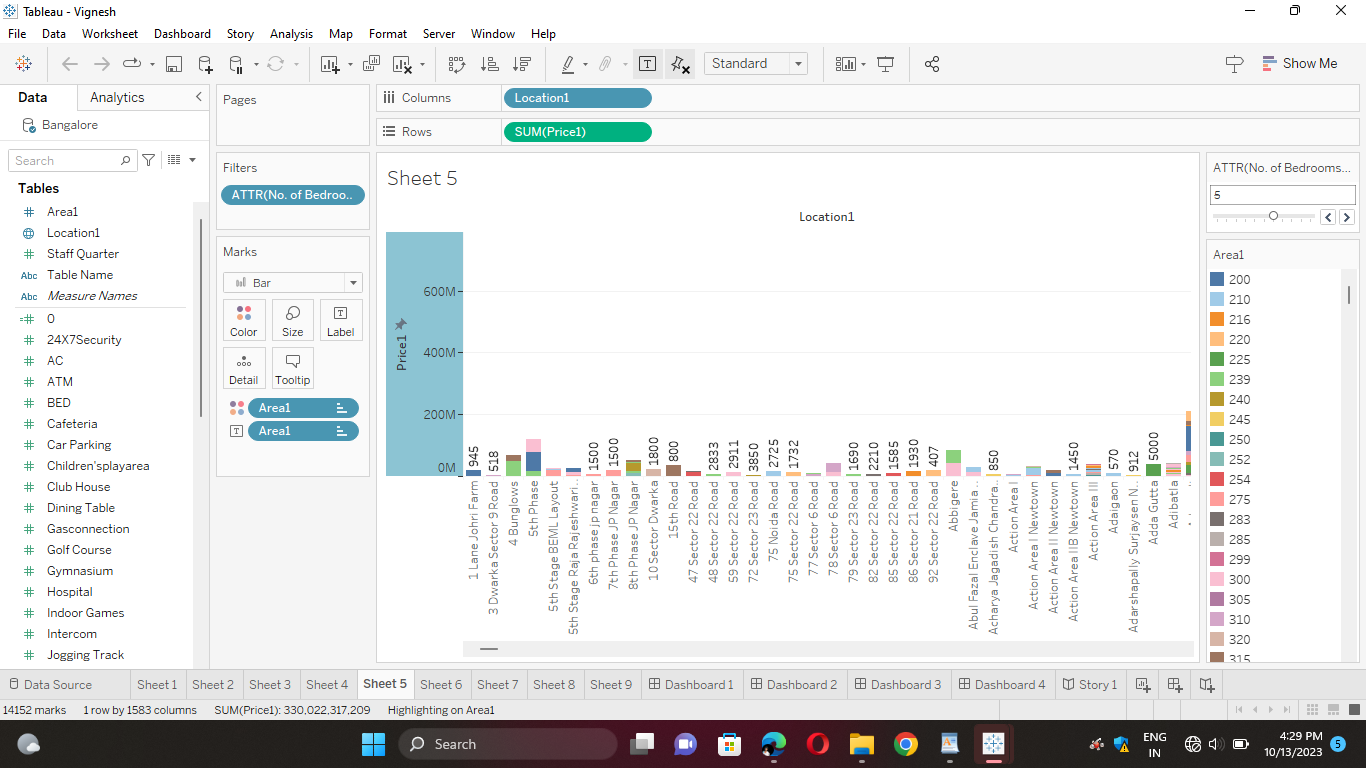 Tableau - Vignesh
File Data Worksheet Dashboard Story Analysis Map Format Server Window Help
Standard
Show Me
Data Analytics
Bangalore
Search
Tables
Area1
Location1
Staff Quarter
Abc Table Name
Abc Measure Names
0
24X7Security
AC
ATM
BED
Cafeteria
Car Parking
Children'splayarea
Club House
Dining Table
Gasconnection
Golf Course
Gymnasium
Hospital
Indoor Games
Intercom
Jogging Track
Pages
Filters
ATTR(No. of Bedroo..
Marks
Bar
Color Size Label
Detail Tooltip
Area1
Area1
Columns Location1
Rows SUM(Price1)
Sheet 5
Location1
Price1
600M
400M
200M
0M
945
518
1500
1500
1800
800
2833
2911
3850
2725
1732
1690
2210
1585
1930
407
850
1450
570
912
5000
1 Lane Johri Farm
3 Dwarka Sector 9 Road
4 Bunglows
5th Phase
5th Stage BEML Layout
5th Stage Raja Rajeshwari ..
6th phase jp nagar
7th Phase JP Nagar
8th Phase JP Nagar
10 Sector Dwarka
15th Road
47 Sector 22 Road
48 Sector 22 Road
59 Sector 22 Road
72 Sector 23 Road
75 Noida Road
75 Sector 22 Road
77 Sector 6 Road
78 Sector 6 Road
79 Sector 23 Road
82 Sector 22 Road
85 Sector 22 Road
86 Sector 21 Road
92 Sector 22 Road
Abbigere
Abul Fazal Enclave Jamia ..
Acharya Jagadish Chandra..
Action Area I
Action Area I Newtown
Action Area II Newtown
Action Area IIB Newtown
Action Area III
Adaigaon
Adarshapally Surjaysen N..
Adda Gutta
Adibatla
ATTR(No. of Bedrooms...
5
Area1
200
210
216
220
225
239
240
245
250
252
254
275
283
285
299
300
305
310
320
315
Data Source Sheet 1 Sheet 2 Sheet 3 Sheet 4 Sheet 5 Sheet 6 Sheet 7 Sheet 8 Sheet 9 Dashboard 1 Dashboard 2 Dashboard 3 Dashboard 4 Story 1
14152 marks 1 row by 1583 columns SUM(Price1): 330,022,317,209 Highlighting on Area1
Search
ENG
IN
4:29 PM
10/13/2023
5